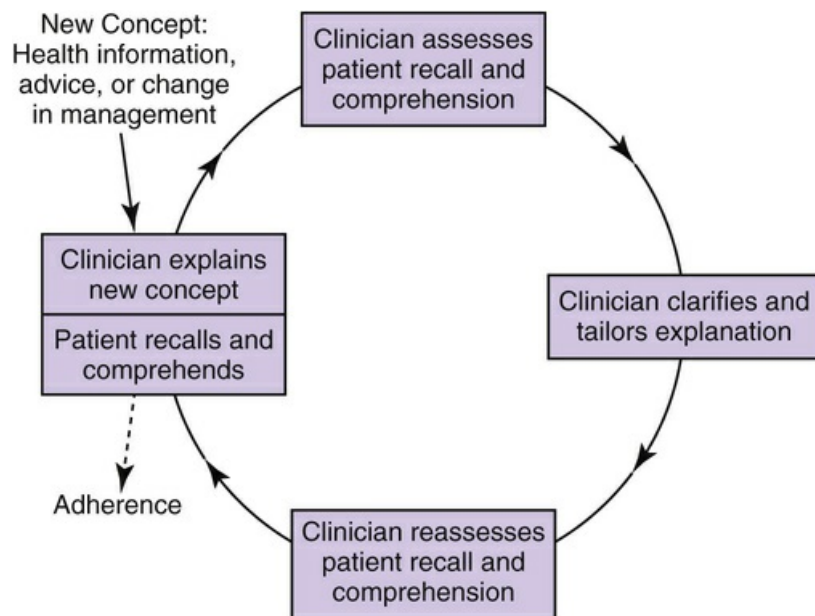 New Concept:
Health information,
advice, or change
in management
Clinician assesses
patient recall and
comprehension
Clinician explains
new concept
Patient recalls and
comprehends
Clinician clarifies and
tailors explanation
Adherence
Clinician reassesses
patient recall and
comprehension